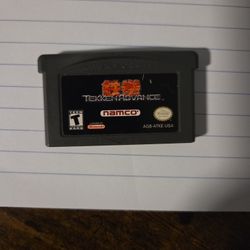 鉄拳
TEKKEN ADVANCE
namco
T
Nintendo
AGB-ATKE-USA